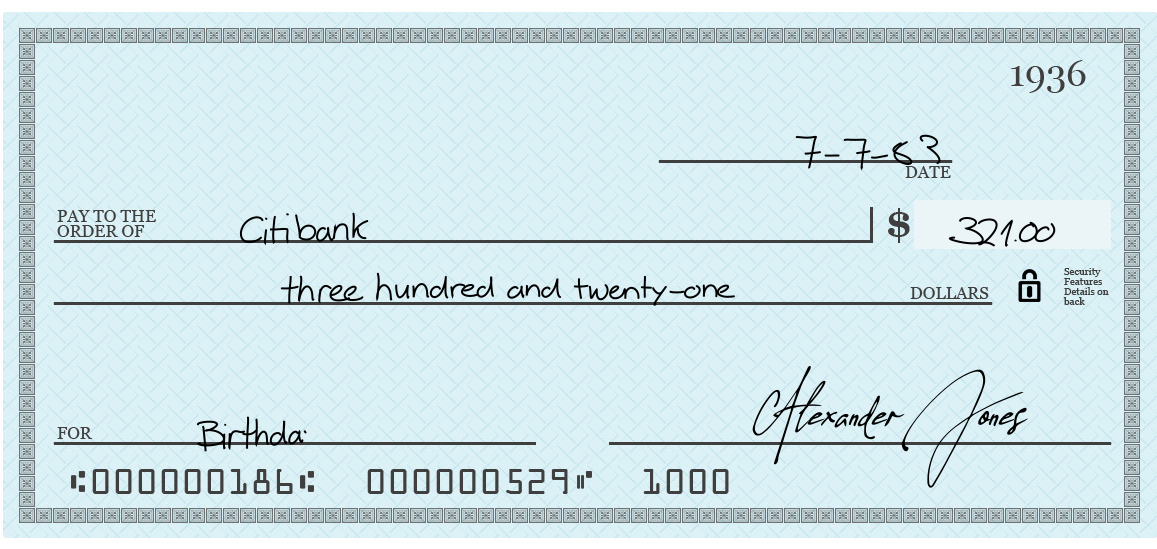 1936
7-7-83
DATE
PAY TO THE
ORDER OF Citibank $ 321.00
three hundred and twenty-one DOLLARS
Security
Features
Details on
back
FOR Birthda: Alexander Jones
⑆000000186⑆ 000000529⑈ 1000